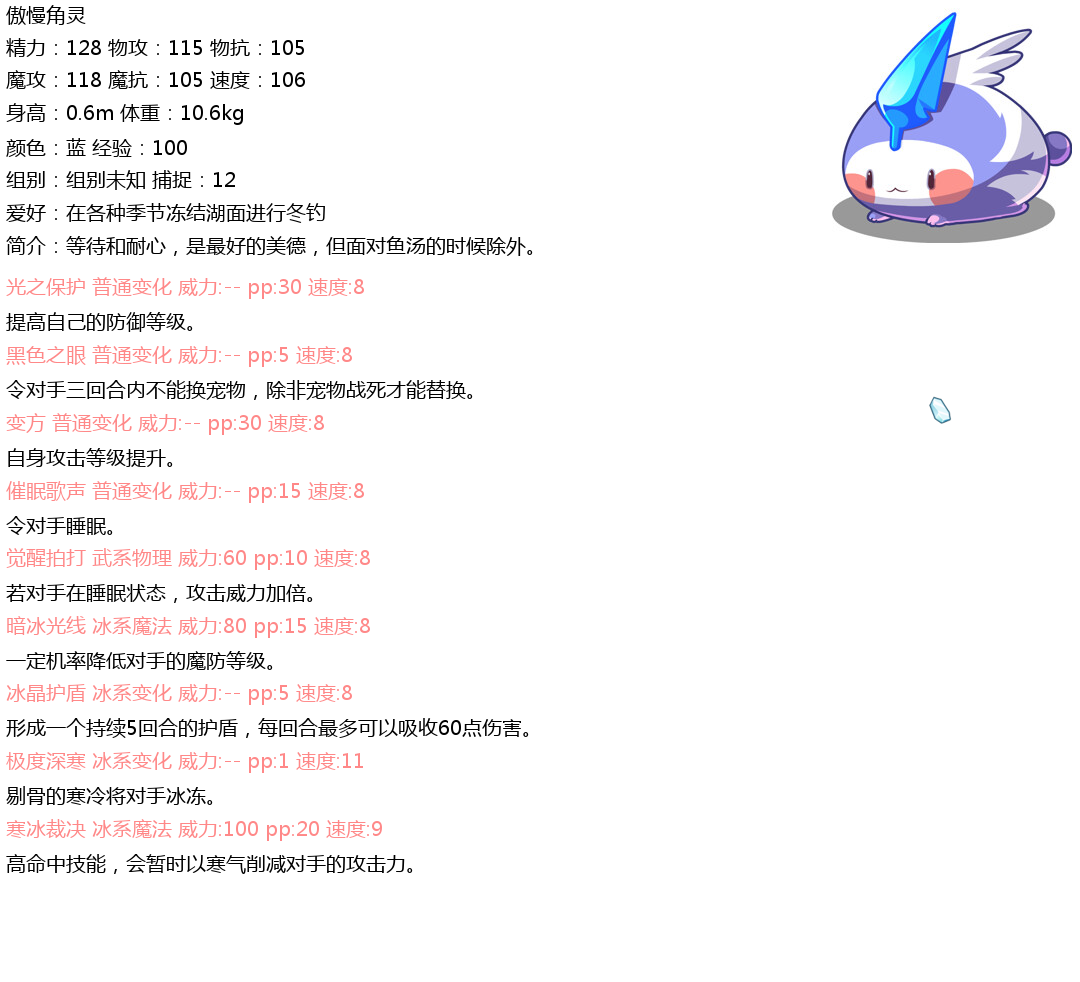 傲慢角灵
精力：128 物攻：115 物抗：105
魔攻：118 魔抗：105 速度：106
身高：0.6m 体重：10.6kg
颜色：蓝 经验：100
组别：组别未知 捕捉：12
爱好：在各种季节冻结湖面进行冬钓
简介：等待和耐心，是最好的美德，但面对鱼汤的时候除外。
光之保护 普通变化 威力:-- pp:30 速度:8
提高自己的防御等级。
黑色之眼 普通变化 威力:-- pp:5 速度:8
令对手三回合内不能换宠物，除非宠物战死才能替换。
变方 普通变化 威力:-- pp:30 速度:8
自身攻击等级提升。
催眠歌声 普通变化 威力:-- pp:15 速度:8
令对手睡眠。
觉醒拍打 武系物理 威力:60 pp:10 速度:8
若对手在睡眠状态，攻击威力加倍。
暗冰光线 冰系魔法 威力:80 pp:15 速度:8
一定机率降低对手的魔防等级。
冰晶护盾 冰系变化 威力:-- pp:5 速度:8
形成一个持续5回合的护盾，每回合最多可以吸收60点伤害。
极度深寒 冰系变化 威力:-- pp:1 速度:11
剔骨的寒冷将对手冰冻。
寒冰裁决 冰系魔法 威力:100 pp:20 速度:9
高命中技能，会暂时以寒气削减对手的攻击力。